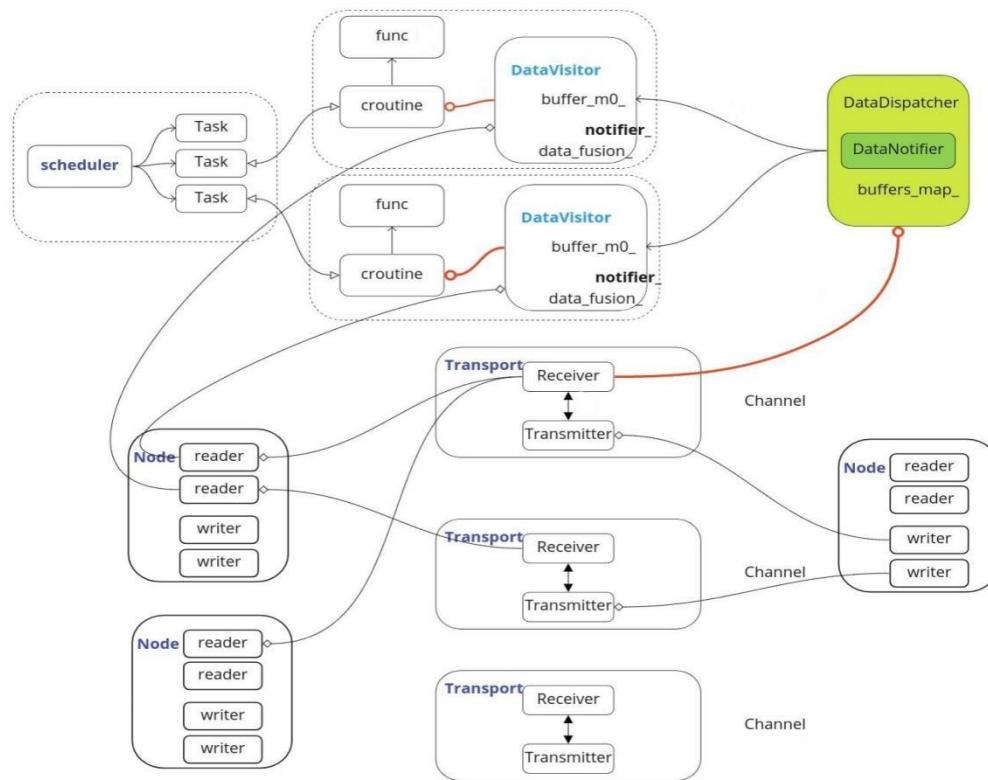 func
DataVisitor
croutine
buffer_m0_
notifier_
data_fusion_
scheduler
Task
Task
Task
func
DataVisitor
croutine
buffer_m0_
notifier_
data_fusion_
DataDispatcher
DataNotifier
buffers_map_
Transport
Receiver
Transmitter
Channel
Node
reader
reader
writer
writer
Node
reader
reader
writer
writer
Transport
Receiver
Transmitter
Channel
Node
reader
reader
writer
writer
Transport
Receiver
Transmitter
Channel